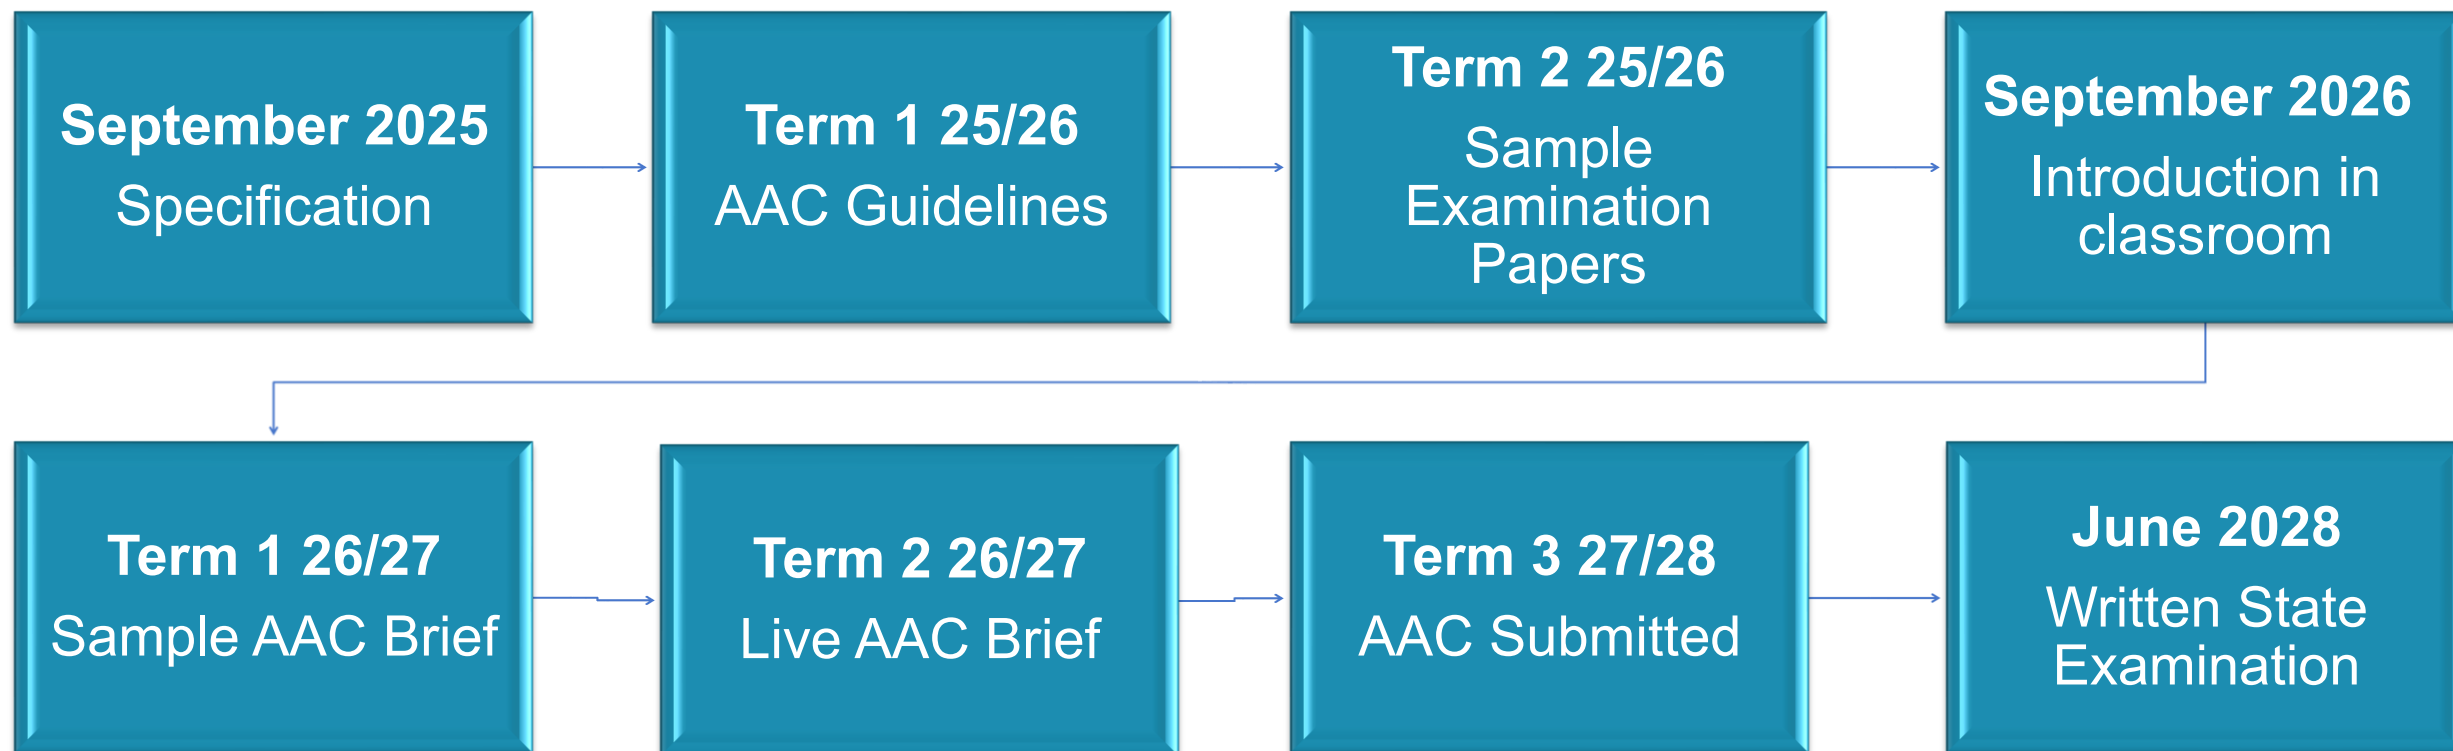 September 2025
Specification
Term 1 25/26
AAC Guidelines
Term 2 25/26
Sample
Examination
Papers
September 2026
Introduction in
classroom
Term 1 26/27
Sample AAC Brief
Term 2 26/27
Live AAC Brief
Term 3 27/28
AAC Submitted
June 2028
Written State
Examination